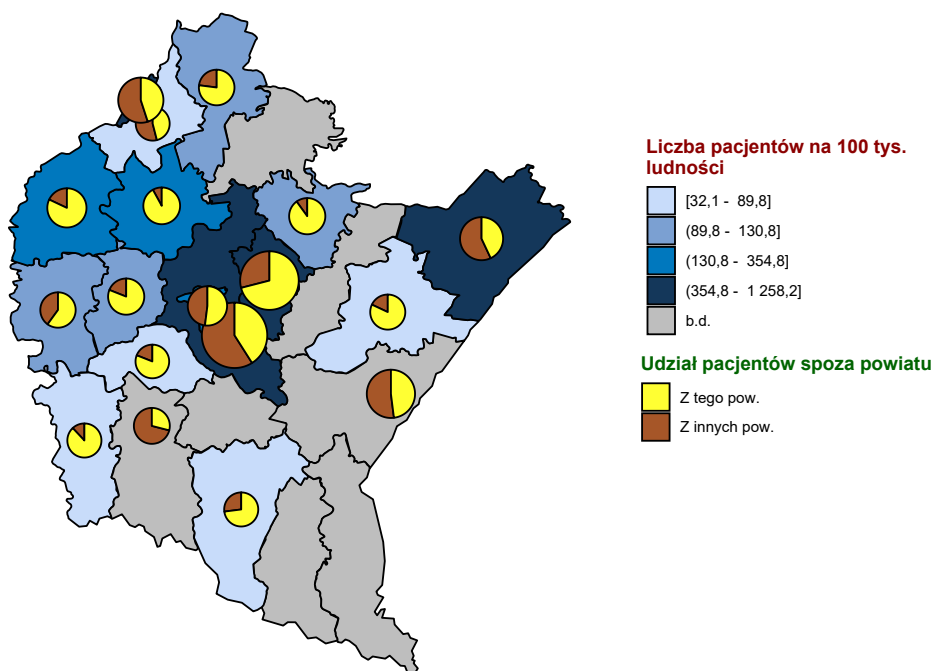 Liczba pacjentów na 100 tys.
ludności
[32,1 - 89,8]
(89,8 - 130,8]
(130,8 - 354,8]
(354,8 - 1 258,2]
b.d.
Udział pacjentów spoza powiatu
Z tego pow.
Z innych pow.